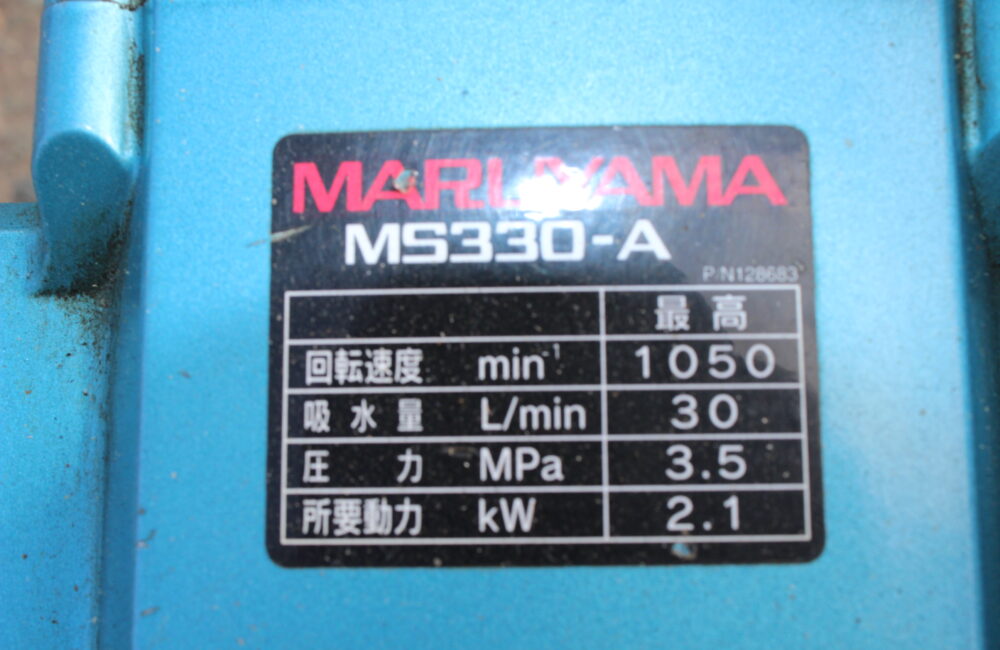 MARUYAMA
MS330-A
P/N128683
最高
回転速度 min⁻¹ 1050
吸水量 L/min 30
圧力 MPa 3.5
所要動力 kW 2.1